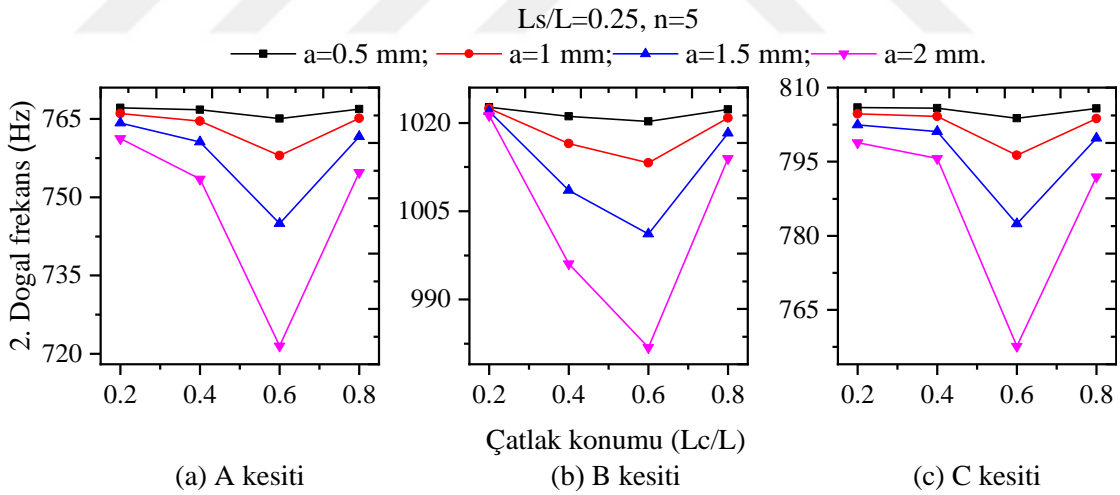 Ls/L=0.25, n=5
a=0.5 mm; a=1 mm; a=1.5 mm; a=2 mm.
2. Dogal frekans (Hz)
765
750
735
720
0.2 0.4 0.6 0.8
1020
1005
990
0.2 0.4 0.6 0.8
810
795
780
765
0.2 0.4 0.6 0.8
Çatlak konumu (Lc/L)
(a) A kesiti (b) B kesiti (c) C kesiti